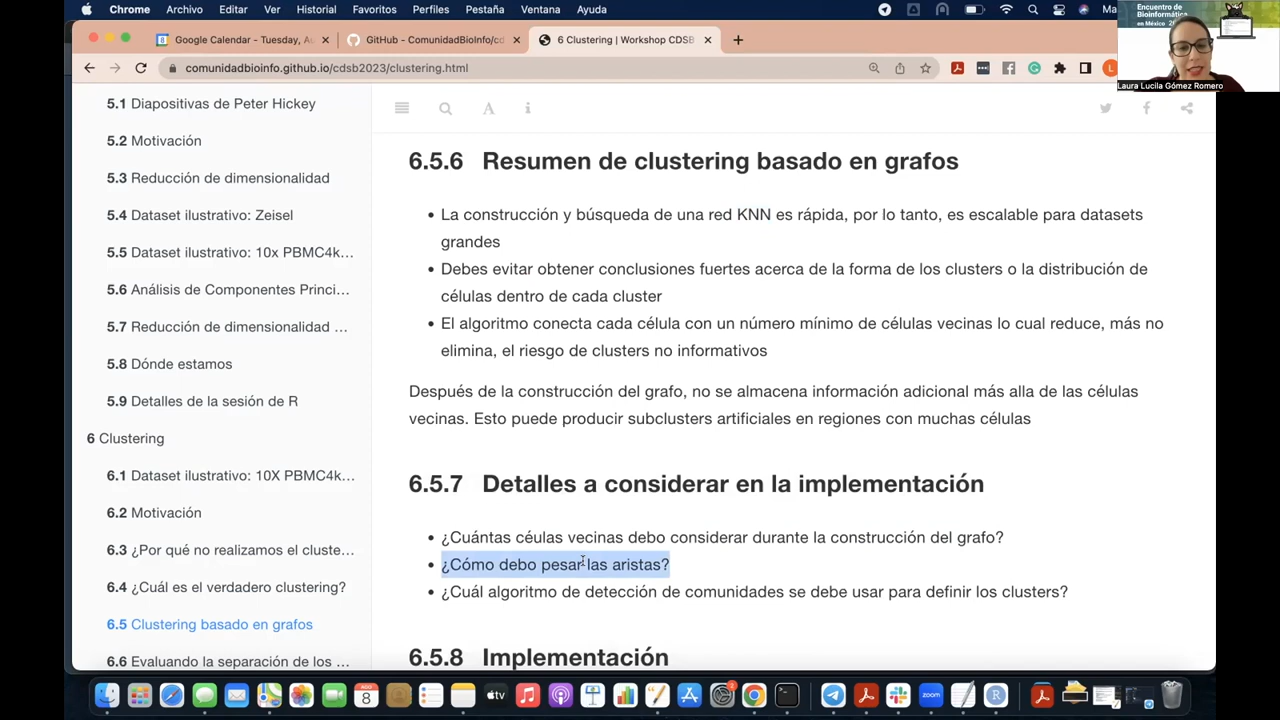 Chrome Archivo Editar Ver Historial Favoritos Perfiles Pestaña Ventana Ayuda
Encuentro de
Bioinformática
en México
Laura Lucila Gómez Romero
Google Calendar - Tuesday, Au
GitHub - ComunidadBioInfo/cd
6 Clustering | Workshop CDSB
comunidadbioinfo.github.io/cdsb2023/clustering.html
5.1 Diapositivas de Peter Hickey
5.2 Motivación
5.3 Reducción de dimensionalidad
5.4 Dataset ilustrativo: Zeisel
5.5 Dataset ilustrativo: 10x PBMC4k...
5.6 Análisis de Componentes Princi...
5.7 Reducción de dimensionalidad ...
5.8 Dónde estamos
5.9 Detalles de la sesión de R
6 Clustering
6.1 Dataset ilustrativo: 10X PBMC4k...
6.2 Motivación
6.3 ¿Por qué no realizamos el cluste...
6.4 ¿Cuál es el verdadero clustering?
6.5 Clustering basado en grafos
6.6 Evaluando la separación de los ...
6.5.6 Resumen de clustering basado en grafos
• La construcción y búsqueda de una red KNN es rápida, por lo tanto, es escalable para datasets
grandes
• Debes evitar obtener conclusiones fuertes acerca de la forma de los clusters o la distribución de
células dentro de cada cluster
• El algoritmo conecta cada célula con un número mínimo de células vecinas lo cual reduce, más no
elimina, el riesgo de clusters no informativos
Después de la construcción del grafo, no se almacena información adicional más alla de las células
vecinas. Esto puede producir subclusters artificiales en regiones con muchas células
6.5.7 Detalles a considerar en la implementación
• ¿Cuántas céulas vecinas debo considerar durante la construcción del grafo?
• ¿Cómo debo pesar las aristas?
• ¿Cuál algoritmo de detección de comunidades se debe usar para definir los clusters?
6.5.8 Implementación
AGO
8
tv
zoom
R